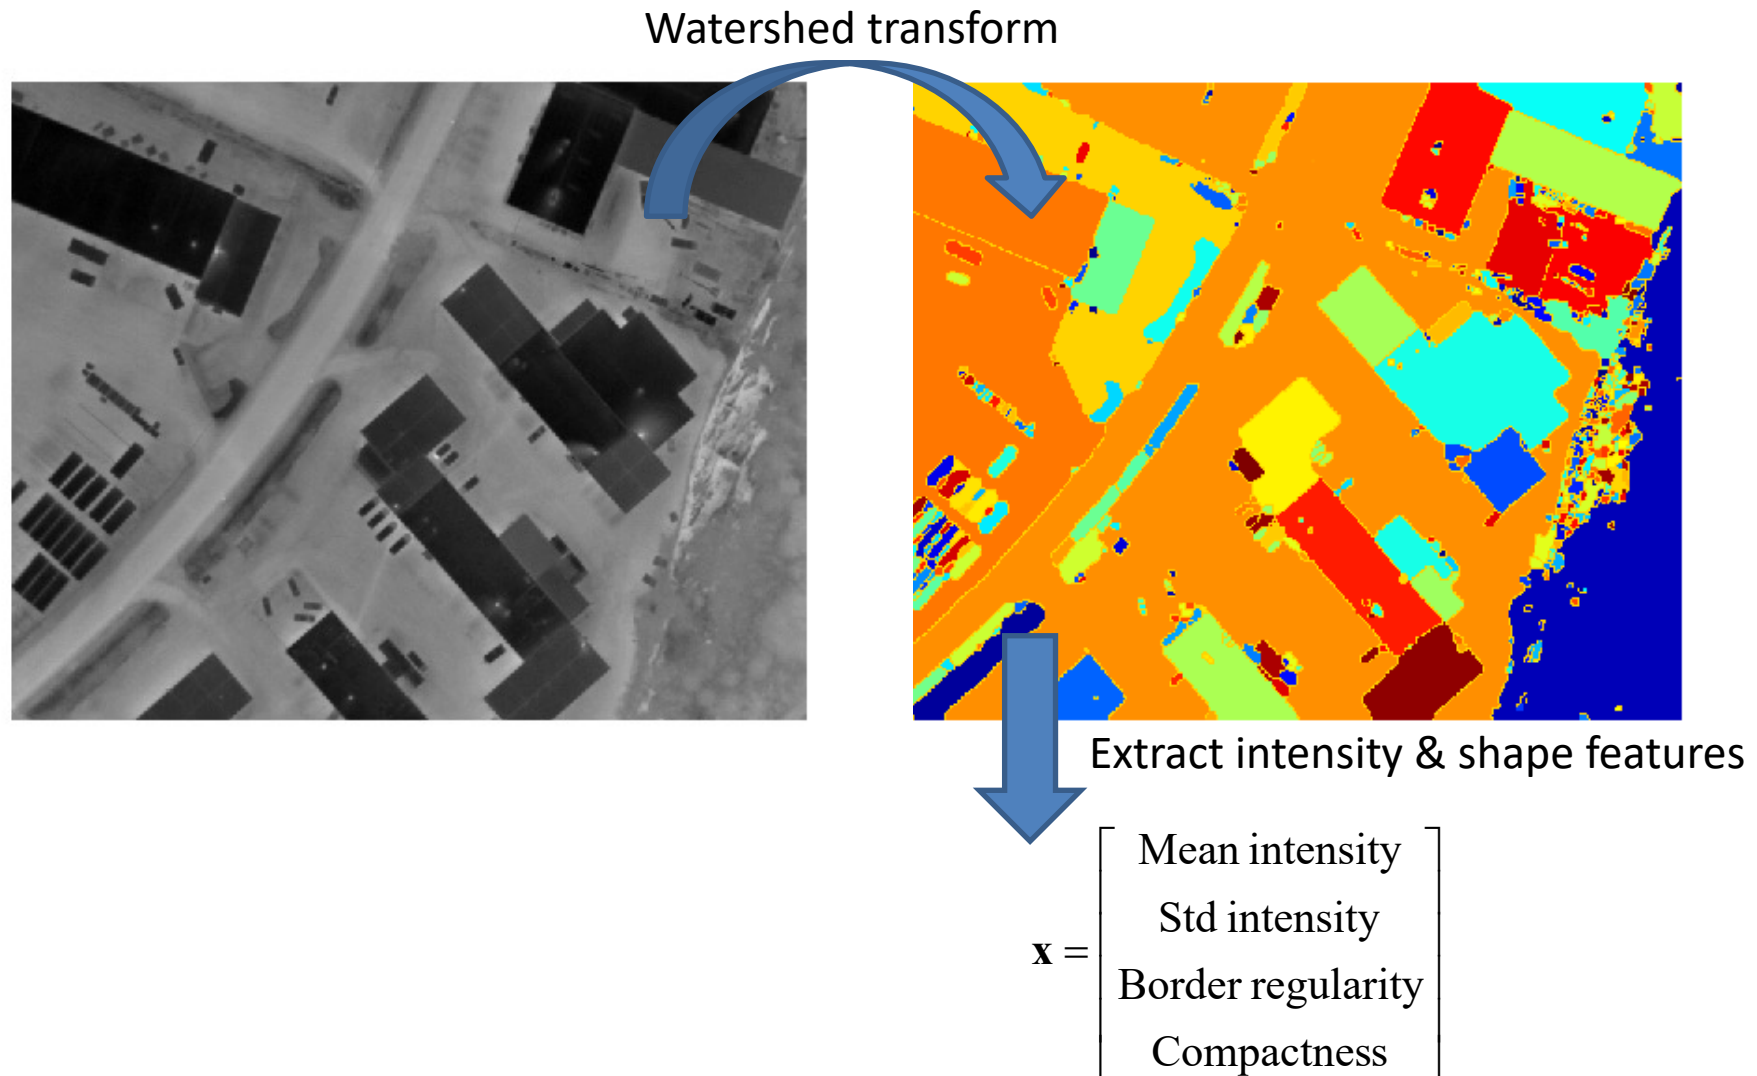 Watershed transform
Extract intensity & shape features
Mean intensity
Std intensity
x =
Border regularity
Compactness